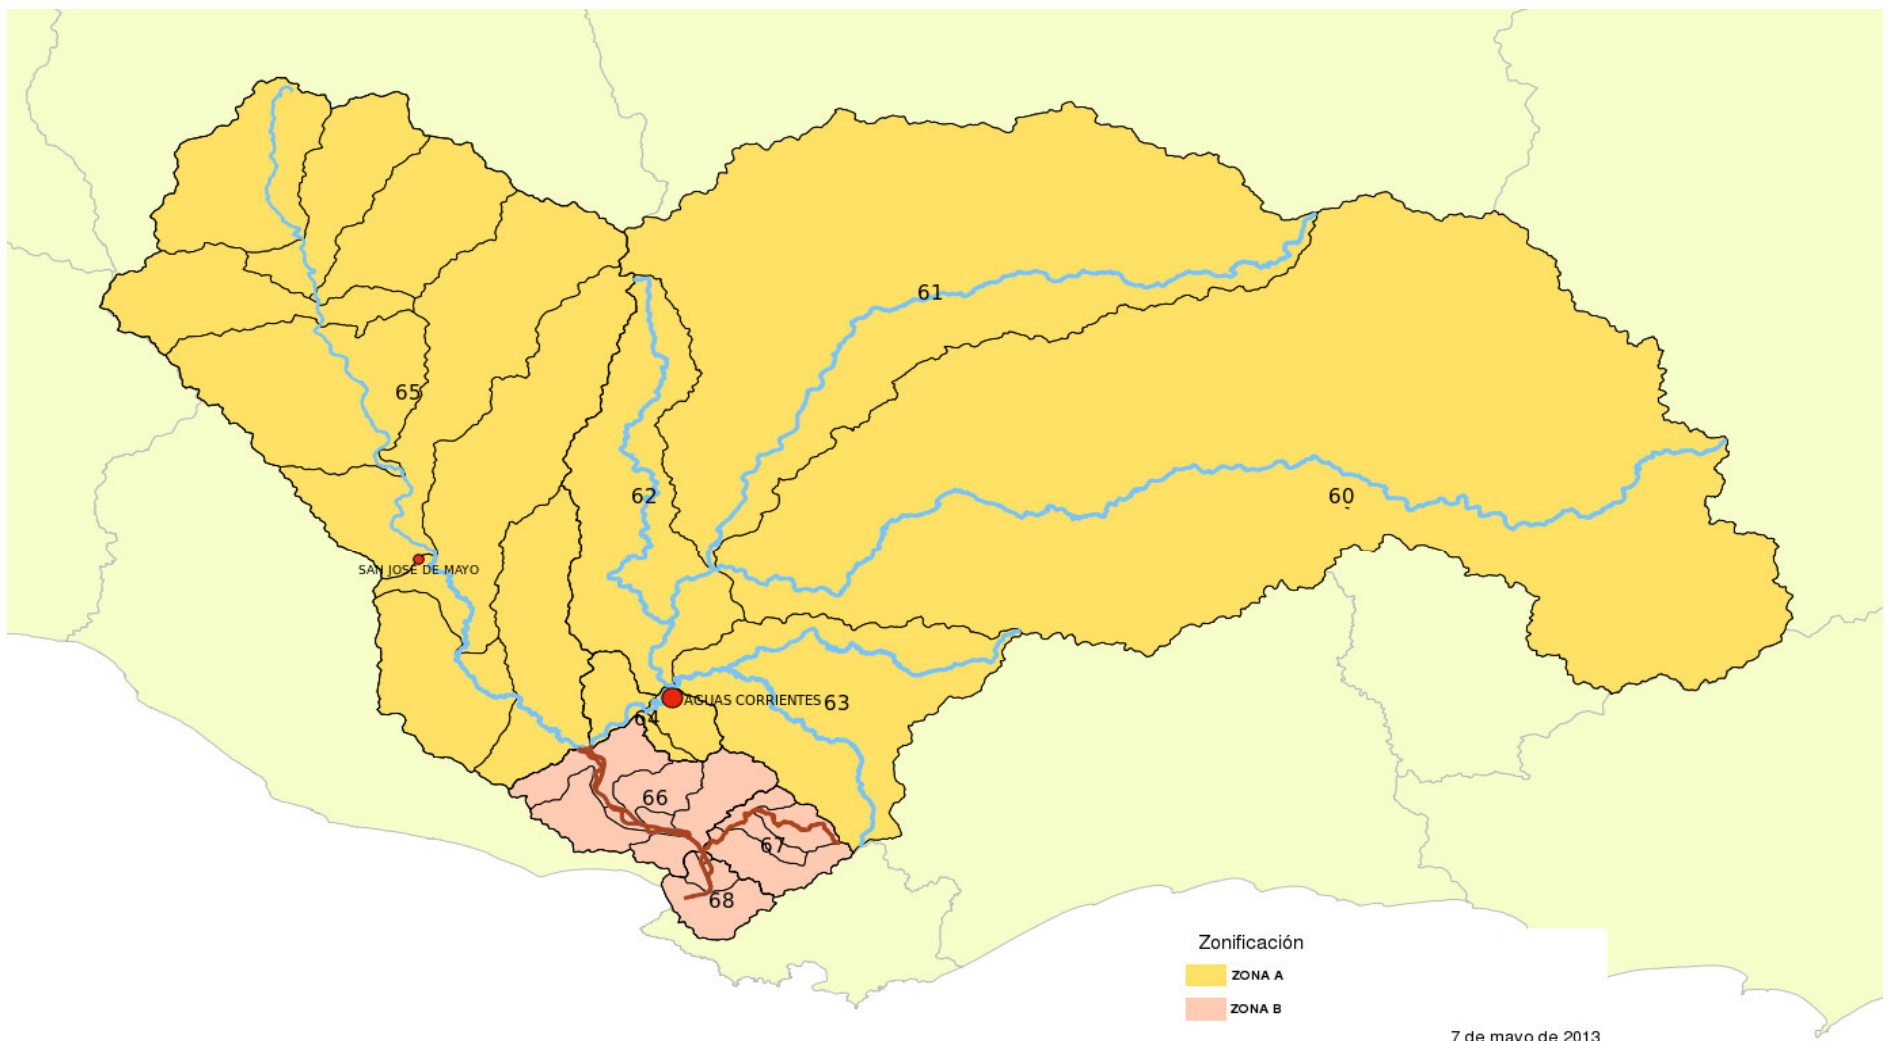 61
65
62
60
SAN JOSE DE MAYO
AGUAS CORRIENTES
63
64
66
67
68
Zonificación
ZONA A
ZONA B
7 de mayo de 2013